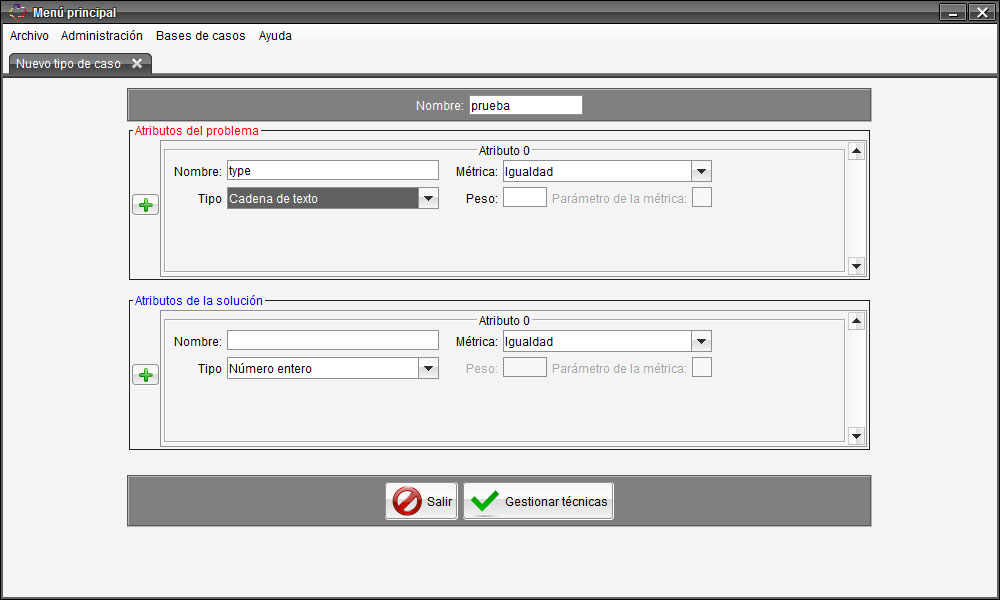 Menú principal
Archivo Administración Bases de casos Ayuda
Nuevo tipo de caso
Nombre: prueba
Atributos del problema
Atributo 0
Nombre: type Métrica: Igualdad
Tipo Cadena de texto Peso: Parámetro de la métrica:
Atributos de la solución
Atributo 0
Nombre: Métrica: Igualdad
Tipo Número entero Peso: Parámetro de la métrica:
Salir Gestionar técnicas